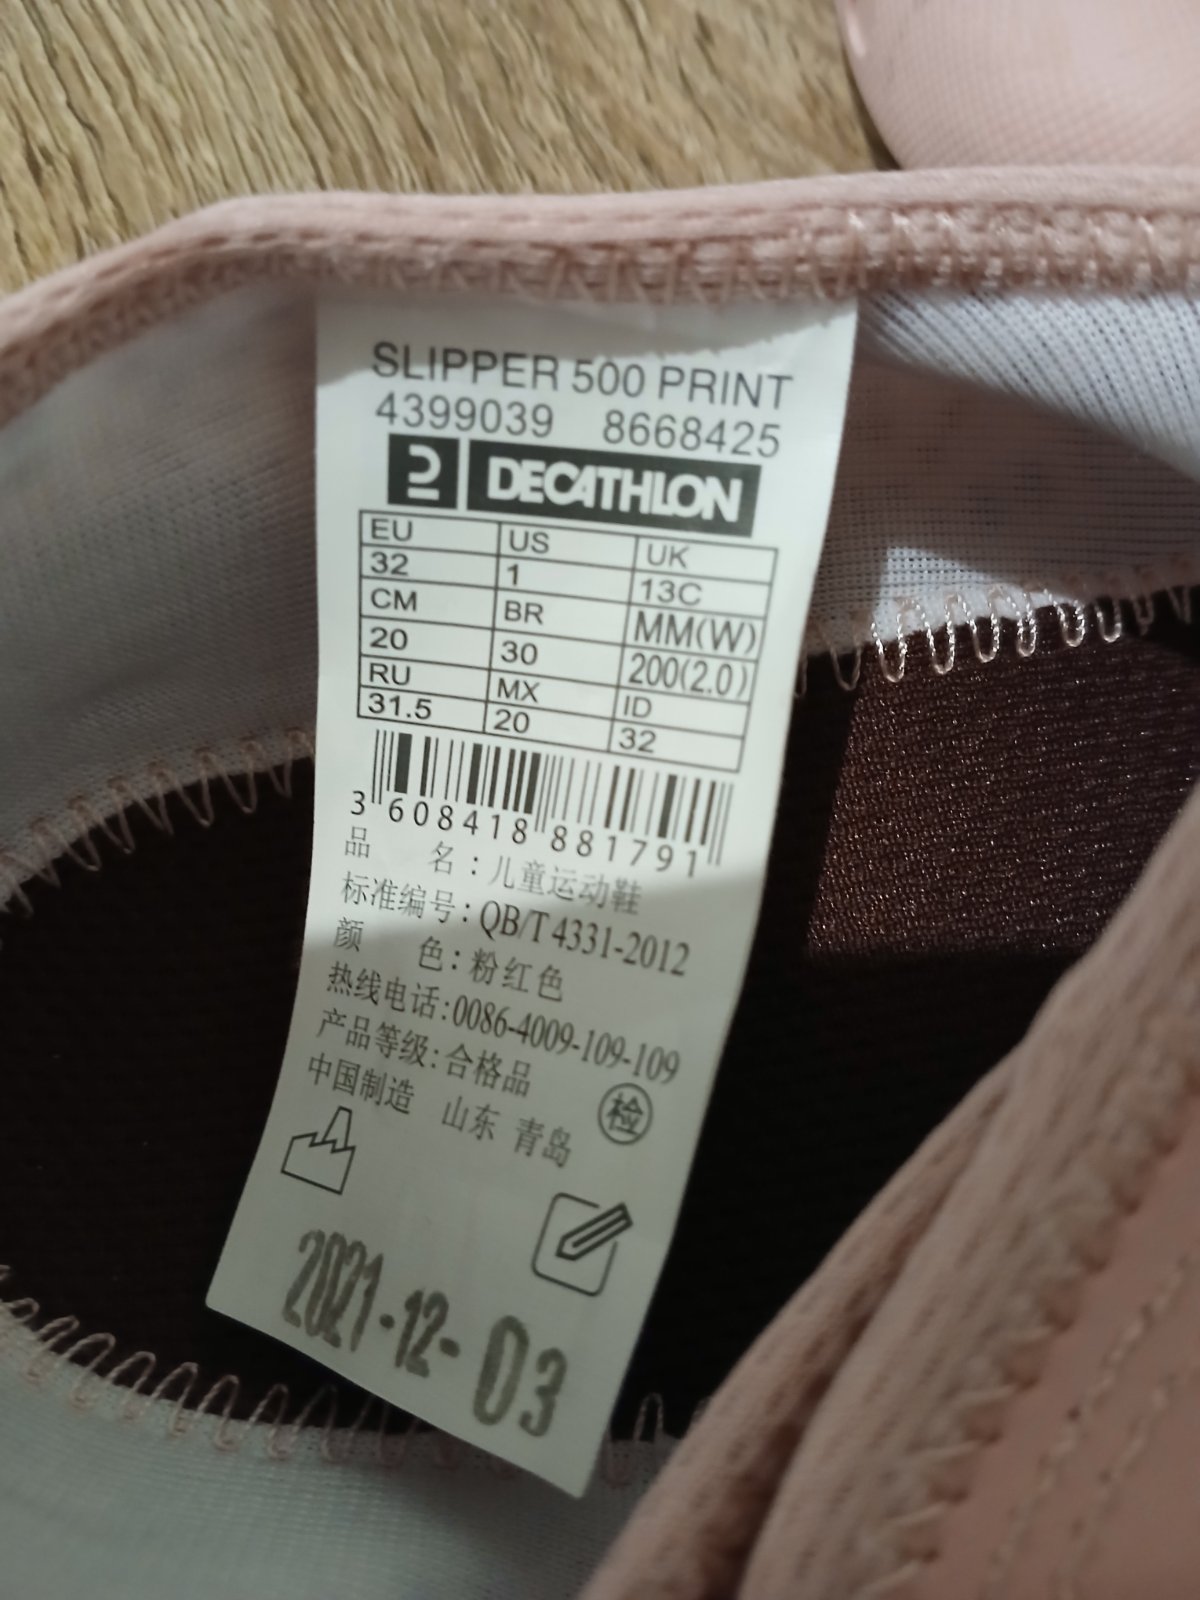 SLIPPER 500 PRINT
4399039 8668425
DECATHLON
EU US UK
32 1 13C
CM BR MM(W)
20 30 200(2.0)
RU MX ID
31.5 20 32
3 608418 881791
品 名：儿童运动鞋
标准编号：QB/T 4331-2012
颜 色：粉红色
热线电话：0086-4009-109-109
产品等级：合格品
中国制造 山东 青岛 检
2021-12-03